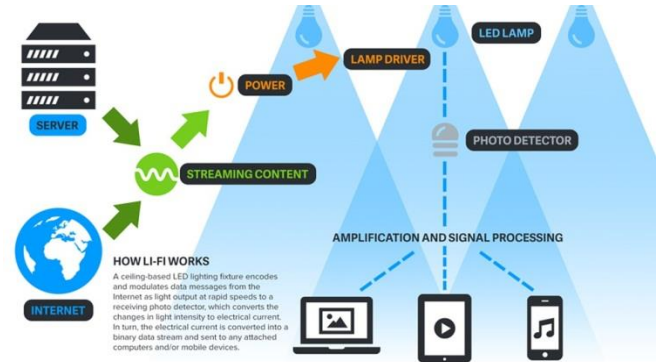 LED LAMP
LAMP DRIVER
POWER
SERVER
PHOTO DETECTOR
STREAMING CONTENT
AMPLIFICATION AND SIGNAL PROCESSING
HOW LI-FI WORKS
A ceiling-based LED lighting fixture encodes
and modulates data messages from the
Internet as light output at rapid speeds to a
receiving photo detector, which converts the
changes in light intensity to electrical current.
In turn, the electrical current is converted into a
binary data stream and sent to any attached
computers and/or mobile devices.
INTERNET